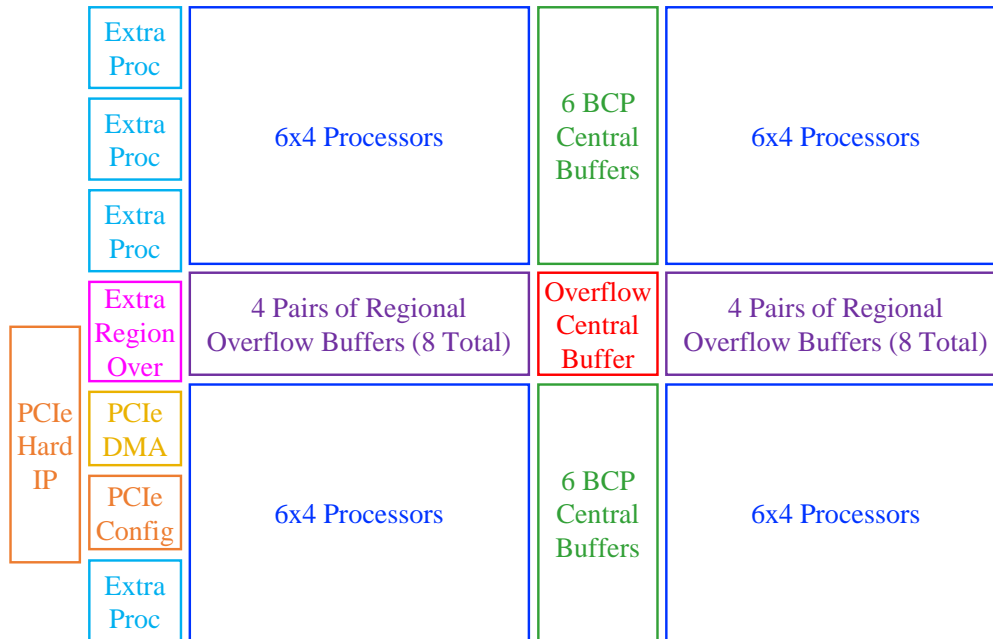 Extra
Proc
Extra
Proc
Extra
Proc
6x4 Processors
6 BCP
Central
Buffers
6x4 Processors
Extra
Region
Over
4 Pairs of Regional
Overflow Buffers (8 Total)
Overflow
Central
Buffer
4 Pairs of Regional
Overflow Buffers (8 Total)
PCIe
Hard
IP
PCIe
DMA
PCIe
Config
Extra
Proc
6x4 Processors
6 BCP
Central
Buffers
6x4 Processors